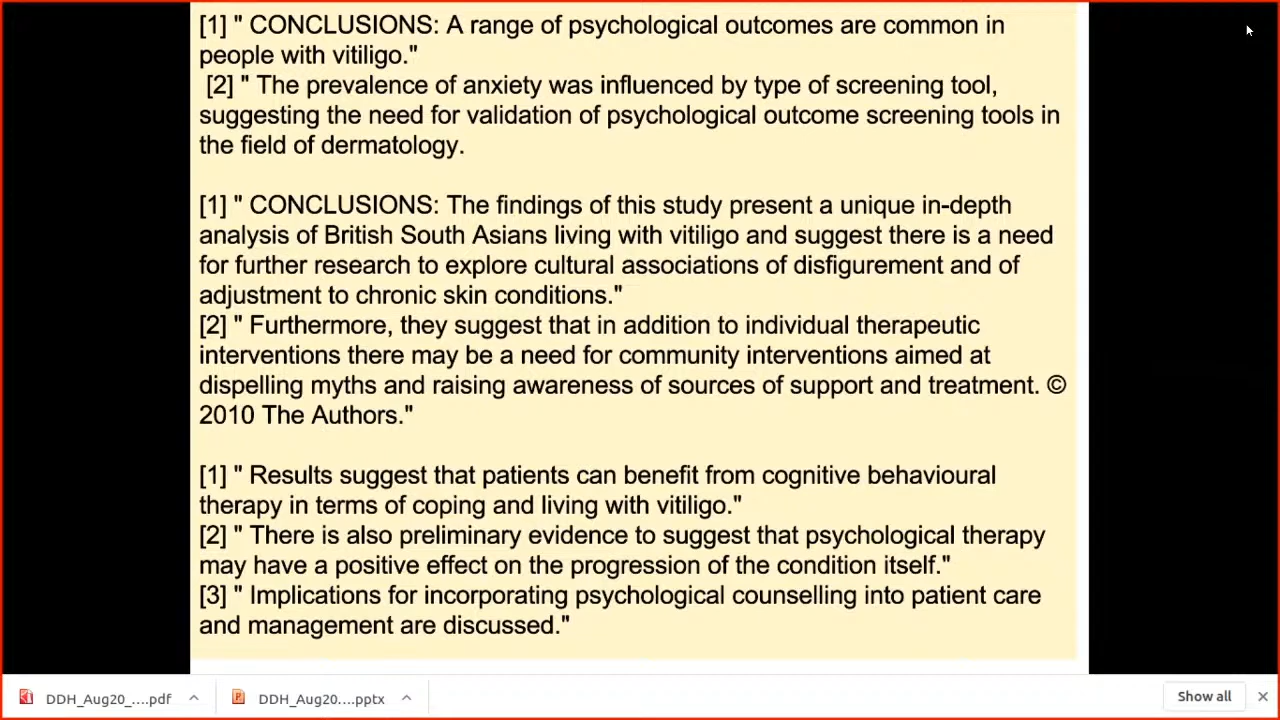 [1] " CONCLUSIONS: A range of psychological outcomes are common in
people with vitiligo."
[2] " The prevalence of anxiety was influenced by type of screening tool,
suggesting the need for validation of psychological outcome screening tools in
the field of dermatology.
[1] " CONCLUSIONS: The findings of this study present a unique in-depth
analysis of British South Asians living with vitiligo and suggest there is a need
for further research to explore cultural associations of disfigurement and of
adjustment to chronic skin conditions."
[2] " Furthermore, they suggest that in addition to individual therapeutic
interventions there may be a need for community interventions aimed at
dispelling myths and raising awareness of sources of support and treatment. ©
2010 The Authors."
[1] " Results suggest that patients can benefit from cognitive behavioural
therapy in terms of coping and living with vitiligo."
[2] " There is also preliminary evidence to suggest that psychological therapy
may have a positive effect on the progression of the condition itself."
[3] " Implications for incorporating psychological counselling into patient care
and management are discussed."
DDH_Aug20_....pdf DDH_Aug20....pptx Show all